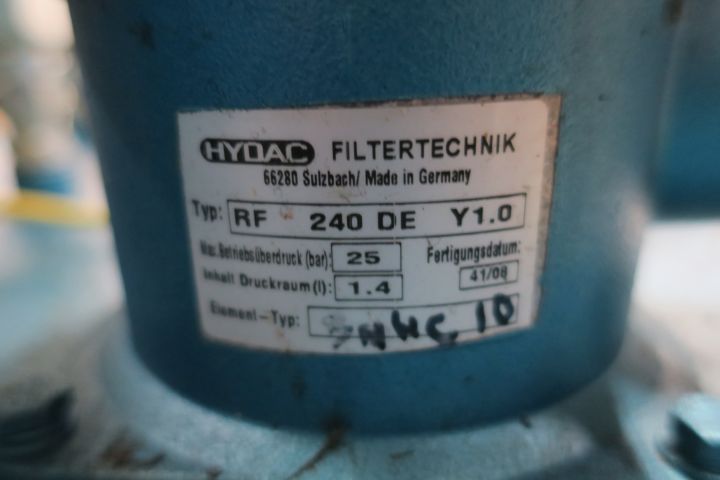 HYDAC FILTERTECHNIK
66280 Sulzbach/ Made in Germany
Typ: RF 240 DE Y1.0
Max. Betriebsüberdruck (bar): 25 Fertigungsdatum:
Inhalt Druckraum (l): 1.4 41/08
Element-Typ: 10